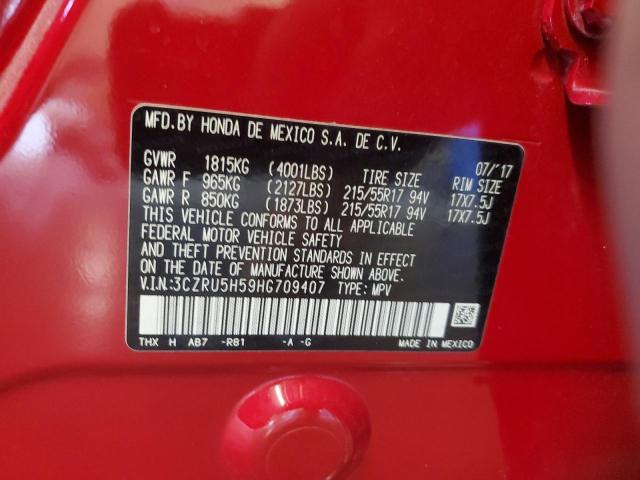 MFD.BY HONDA DE MEXICO S.A. DE C.V.
07/'17
GVWR 1815KG (4001LBS) TIRE SIZE RIM SIZE
GAWR F 965KG (2127LBS) 215/55R17 94V 17X7.5J
GAWR R 850KG (1873LBS) 215/55R17 94V 17X7.5J
THIS VEHICLE CONFORMS TO ALL APPLICABLE
FEDERAL MOTOR VEHICLE SAFETY
AND THEFT PREVENTION STANDARDS IN EFFECT
ON THE DATE OF MANUFACTURE SHOWN ABOVE.
V.I.N:3CZRU5H59HG709407 TYPE: MPV
THX H AB7 -R81 -A -G MADE IN MEXICO